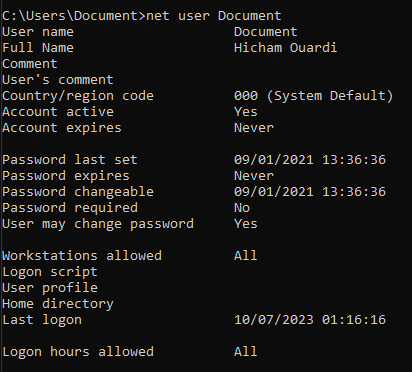 C:\Users\Document>net user Document
User name                    Document
Full Name                    Hicham Ouardi
Comment
User's comment
Country/region code          000 (System Default)
Account active               Yes
Account expires              Never

Password last set            09/01/2021 13:36:36
Password expires             Never
Password changeable          09/01/2021 13:36:36
Password required            No
User may change password     Yes

Workstations allowed         All
Logon script
User profile
Home directory
Last logon                   10/07/2023 01:16:16

Logon hours allowed          All